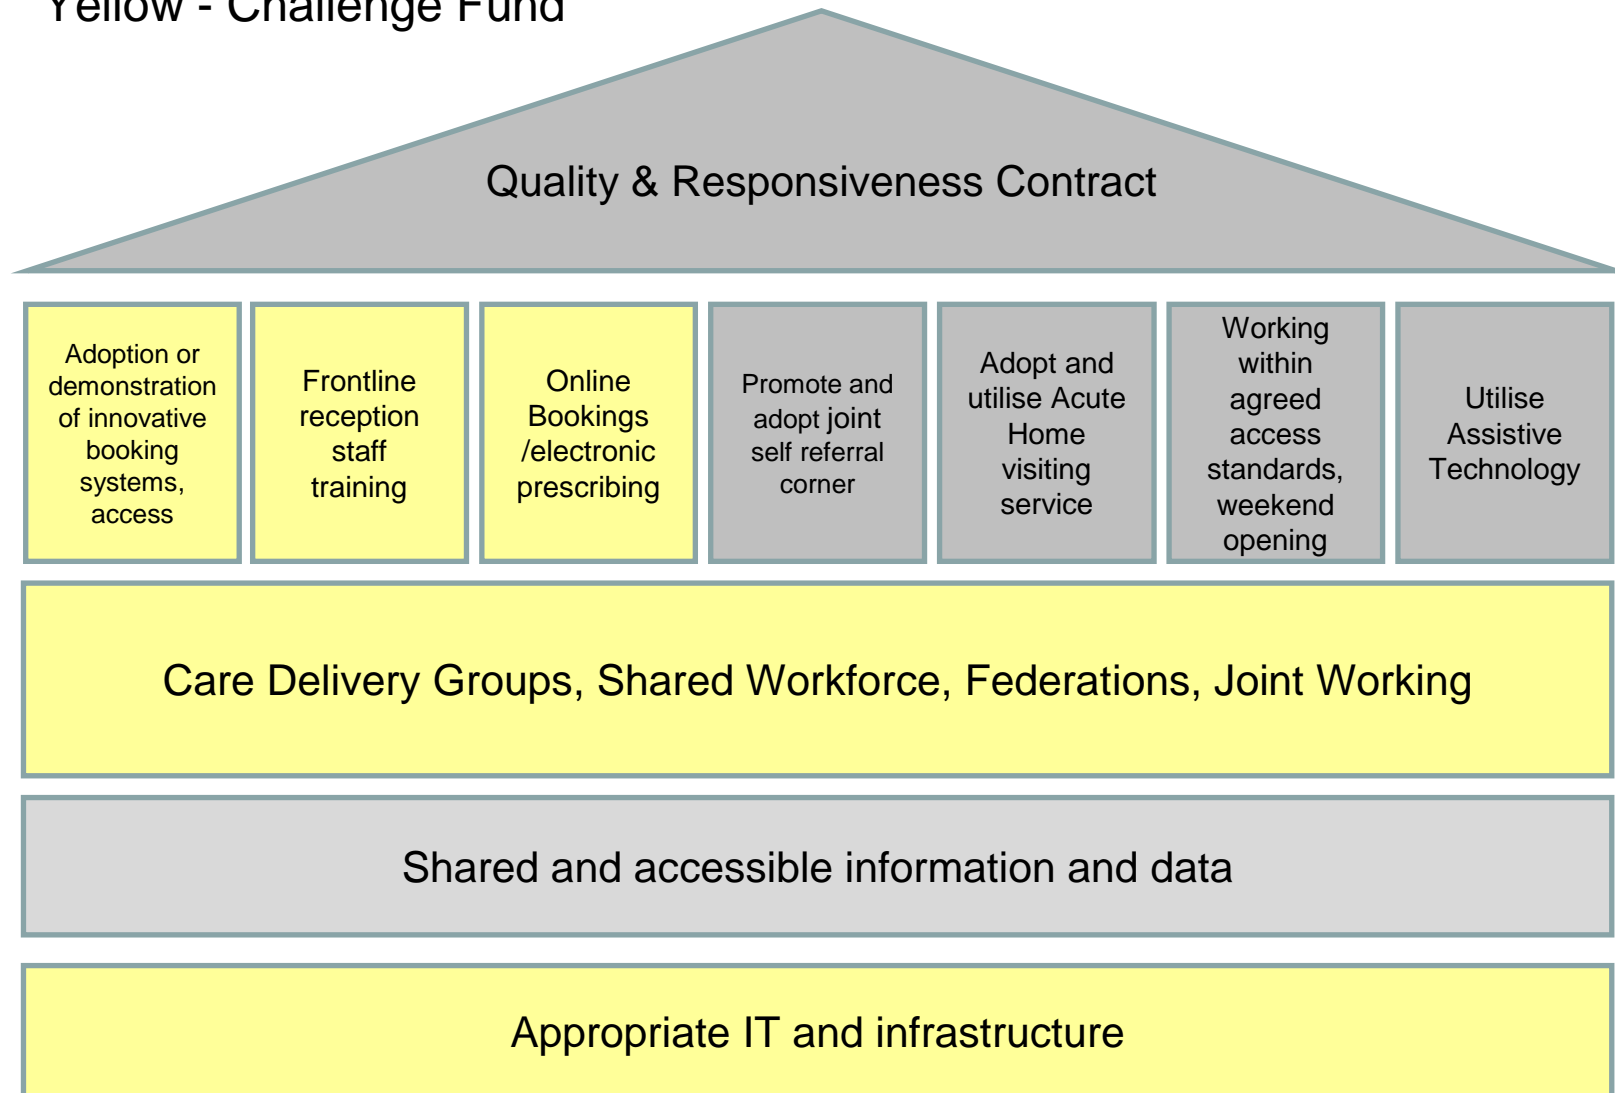 Yellow - Challenge Fund
Quality & Responsiveness Contract
Adoption or
demonstration
of innovative
booking
systems,
access
Frontline
reception
staff
training
Online
Bookings
/electronic
prescribing
Promote and
adopt joint
self referral
corner
Adopt and
utilise Acute
Home
visiting
service
Working
within
agreed
access
standards,
weekend
opening
Utilise
Assistive
Technology
Care Delivery Groups, Shared Workforce, Federations, Joint Working
Shared and accessible information and data
Appropriate IT and infrastructure